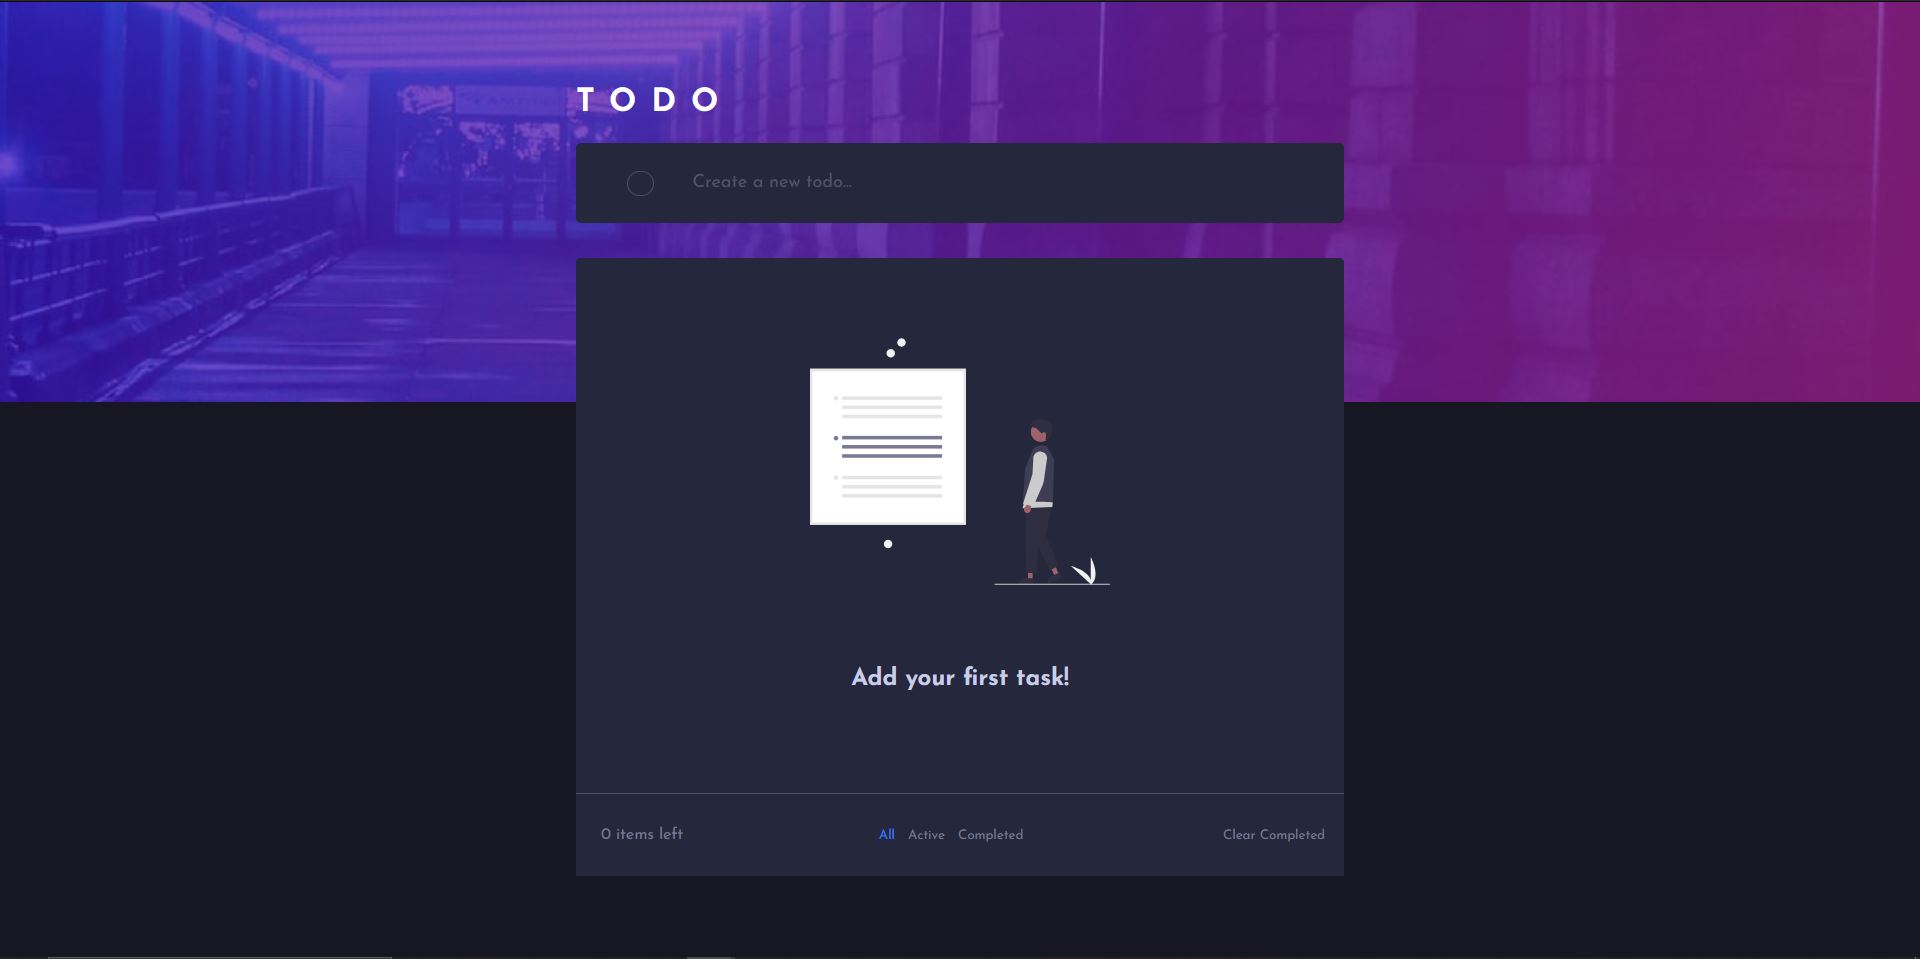 TODO
Create a new todo...
Add your first task!
0 items left
All Active Completed
Clear Completed